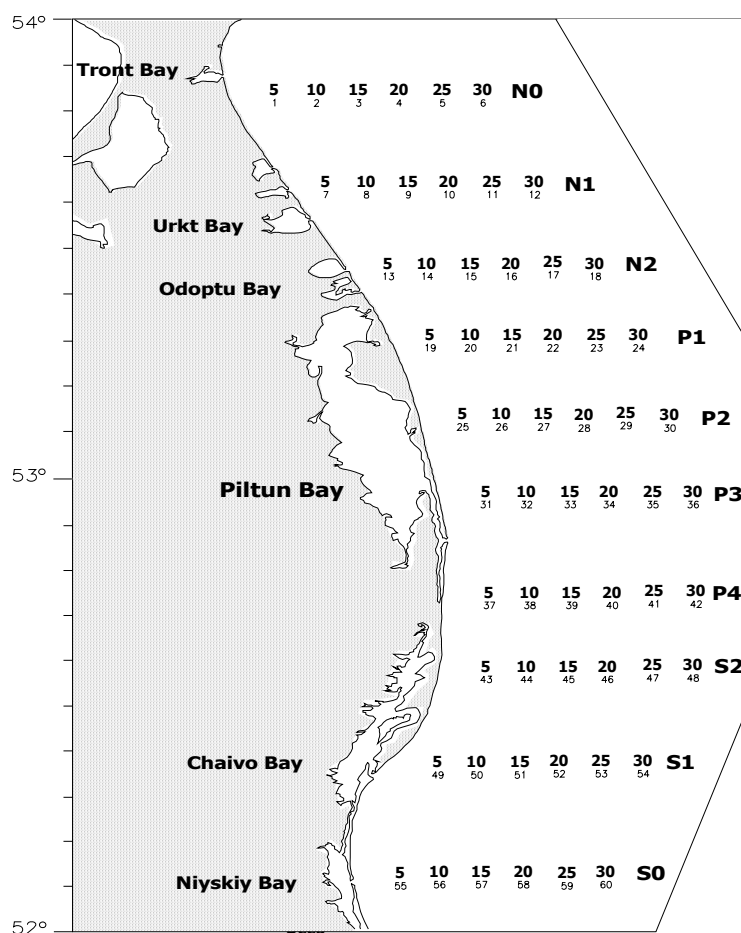 54°
Tront Bay
5 10 15 20 25 30 N0
1 2 3 4 5 6
5 10 15 20 25 30 N1
7 8 9 10 11 12
Urkt Bay
5 10 15 20 25 30 N2
13 14 15 16 17 18
Odoptu Bay
5 10 15 20 25 30 P1
19 20 21 22 23 24
5 10 15 20 25 30 P2
25 26 27 28 29 30
53°
Piltun Bay
5 10 15 20 25 30 P3
31 32 33 34 35 36
5 10 15 20 25 30 P4
37 38 39 40 41 42
5 10 15 20 25 30 S2
43 44 45 46 47 48
Chaivo Bay
5 10 15 20 25 30 S1
49 50 51 52 53 54
5 10 15 20 25 30 S0
55 56 57 58 59 60
Niyskiy Bay
52°